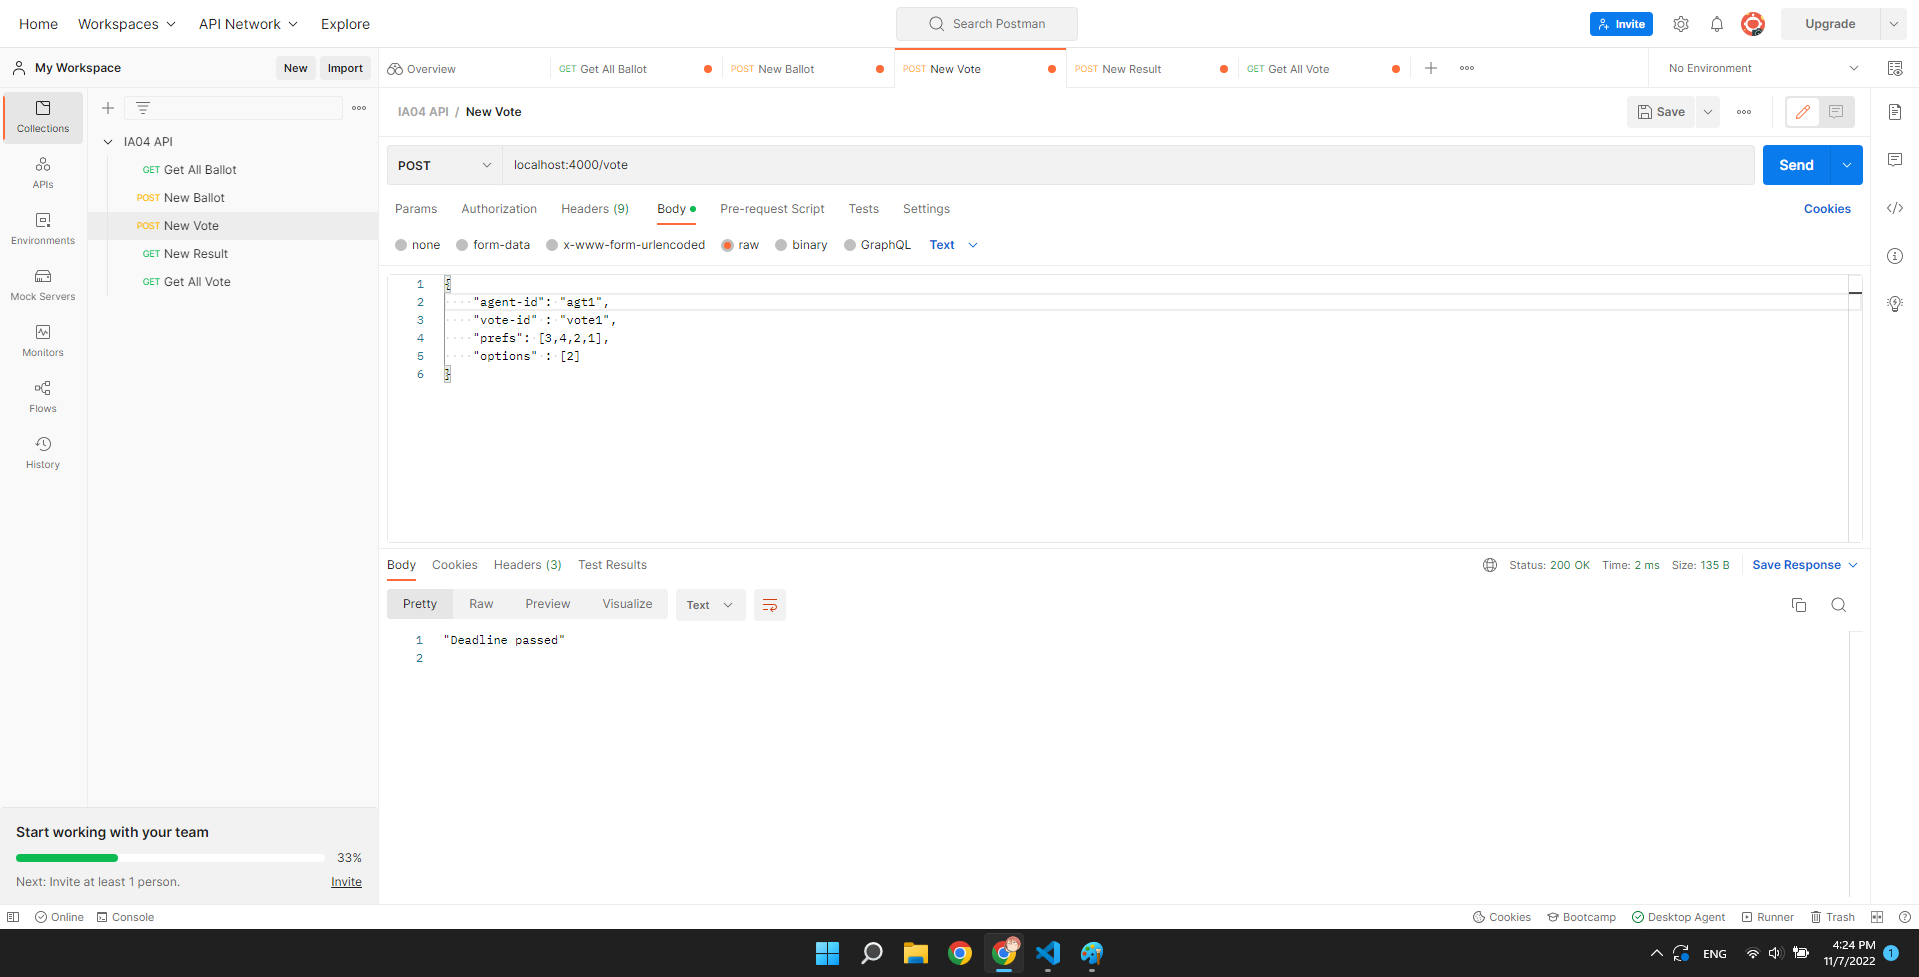 Home Workspaces API Network Explore Search Postman Invite Upgrade
My Workspace New Import Overview GET Get All Ballot POST New Ballot POST New Vote POST New Result GET Get All Vote No Environment
Collections
APIs
Environments
Mock Servers
Monitors
Flows
History
IA04 API
GET Get All Ballot
POST New Ballot
POST New Vote
GET New Result
GET Get All Vote
IA04 API / New Vote Save
POST localhost:4000/vote Send
Params Authorization Headers (9) Body Pre-request Script Tests Settings Cookies
none form-data x-www-form-urlencoded raw binary GraphQL Text
1 {
2 "agent-id": "agt1",
3 "vote-id" : "vote1",
4 "prefs": [3,4,2,1],
5 "options" : [2]
6 }
Body Cookies Headers (3) Test Results Status: 200 OK Time: 2 ms Size: 135 B Save Response
Pretty Raw Preview Visualize Text
1 "Deadline passed"
2
Start working with your team
33%
Next: Invite at least 1 person. Invite
Online Console Cookies Bootcamp Desktop Agent Runner Trash
ENG 4:24 PM 1
11/7/2022